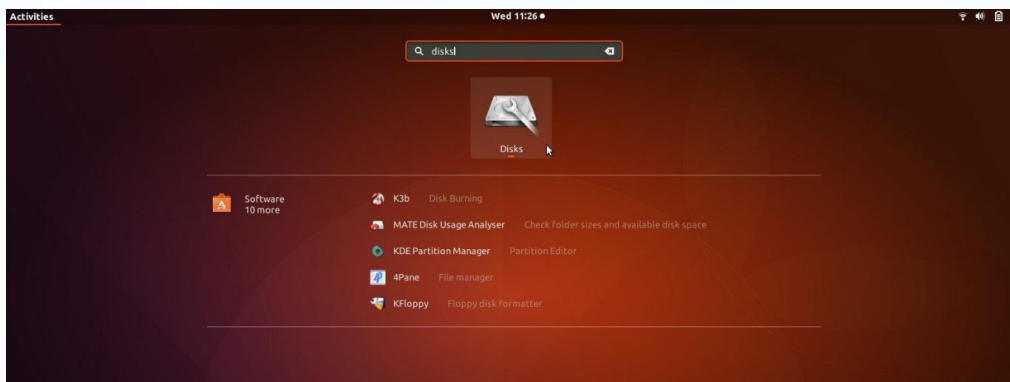 Activities
Wed 11:26
disks
Disks
Software
10 more
K3b Disk Burning
MATE Disk Usage Analyser Check folder sizes and available disk space
KDE Partition Manager Partition Editor
4Pane File manager
KFloppy Floppy disk formatter